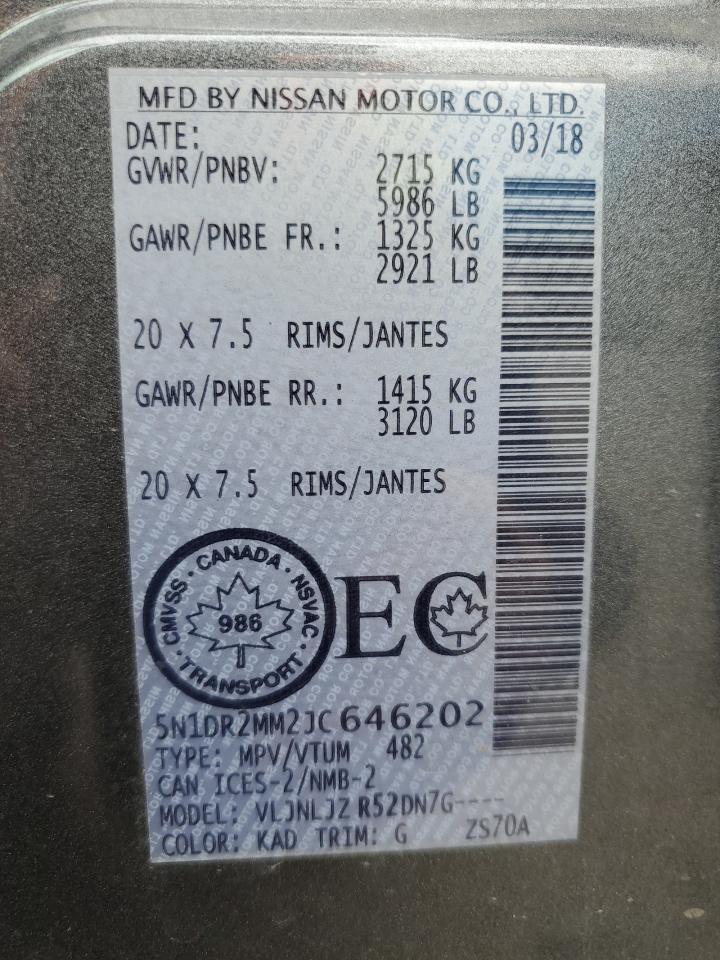 MFD BY NISSAN MOTOR CO., LTD.
DATE: 03/18
GVWR/PNBV: 2715 KG
5986 LB
GAWR/PNBE FR.: 1325 KG
2921 LB
20 X 7.5 RIMS/JANTES
GAWR/PNBE RR.: 1415 KG
3120 LB
20 X 7.5 RIMS/JANTES
CMVSS · CANADA · NSVAC · TRANSPORT ·
986
EC
5N1DR2MM2JC646202
TYPE: MPV/VTUM 482
CAN ICES-2/NMB-2
MODEL: VLJNLJZ R52DN7G----
COLOR: KAD TRIM: G ZS70A